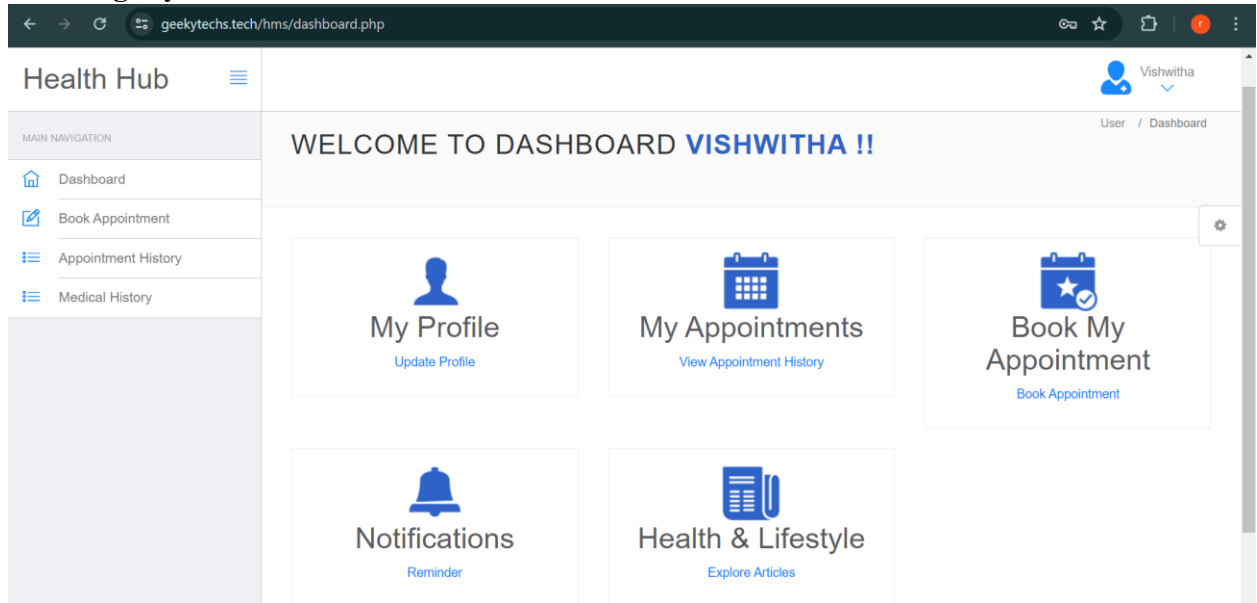 geekytechs.tech/hms/dashboard.php
r
Health Hub
Vishwitha
MAIN NAVIGATION
User / Dashboard
WELCOME TO DASHBOARD VISHWITHA !!
Dashboard
Book Appointment
Appointment History
Medical History
My Profile
Update Profile
My Appointments
View Appointment History
Book My
Appointment
Book Appointment
Notifications
Reminder
Health & Lifestyle
Explore Articles